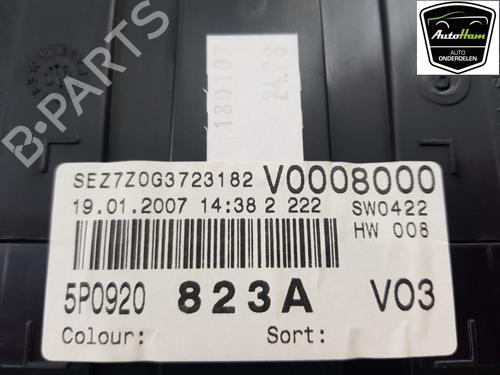 AutoHam
AUTO
ONDERDELEN
B-PARTS
180107
SEZ7Z0G3723182 V0008000
19.01.2007 14:38 2 222 SW0422
HW 008
5P0920 823A V03
Colour: Sort: